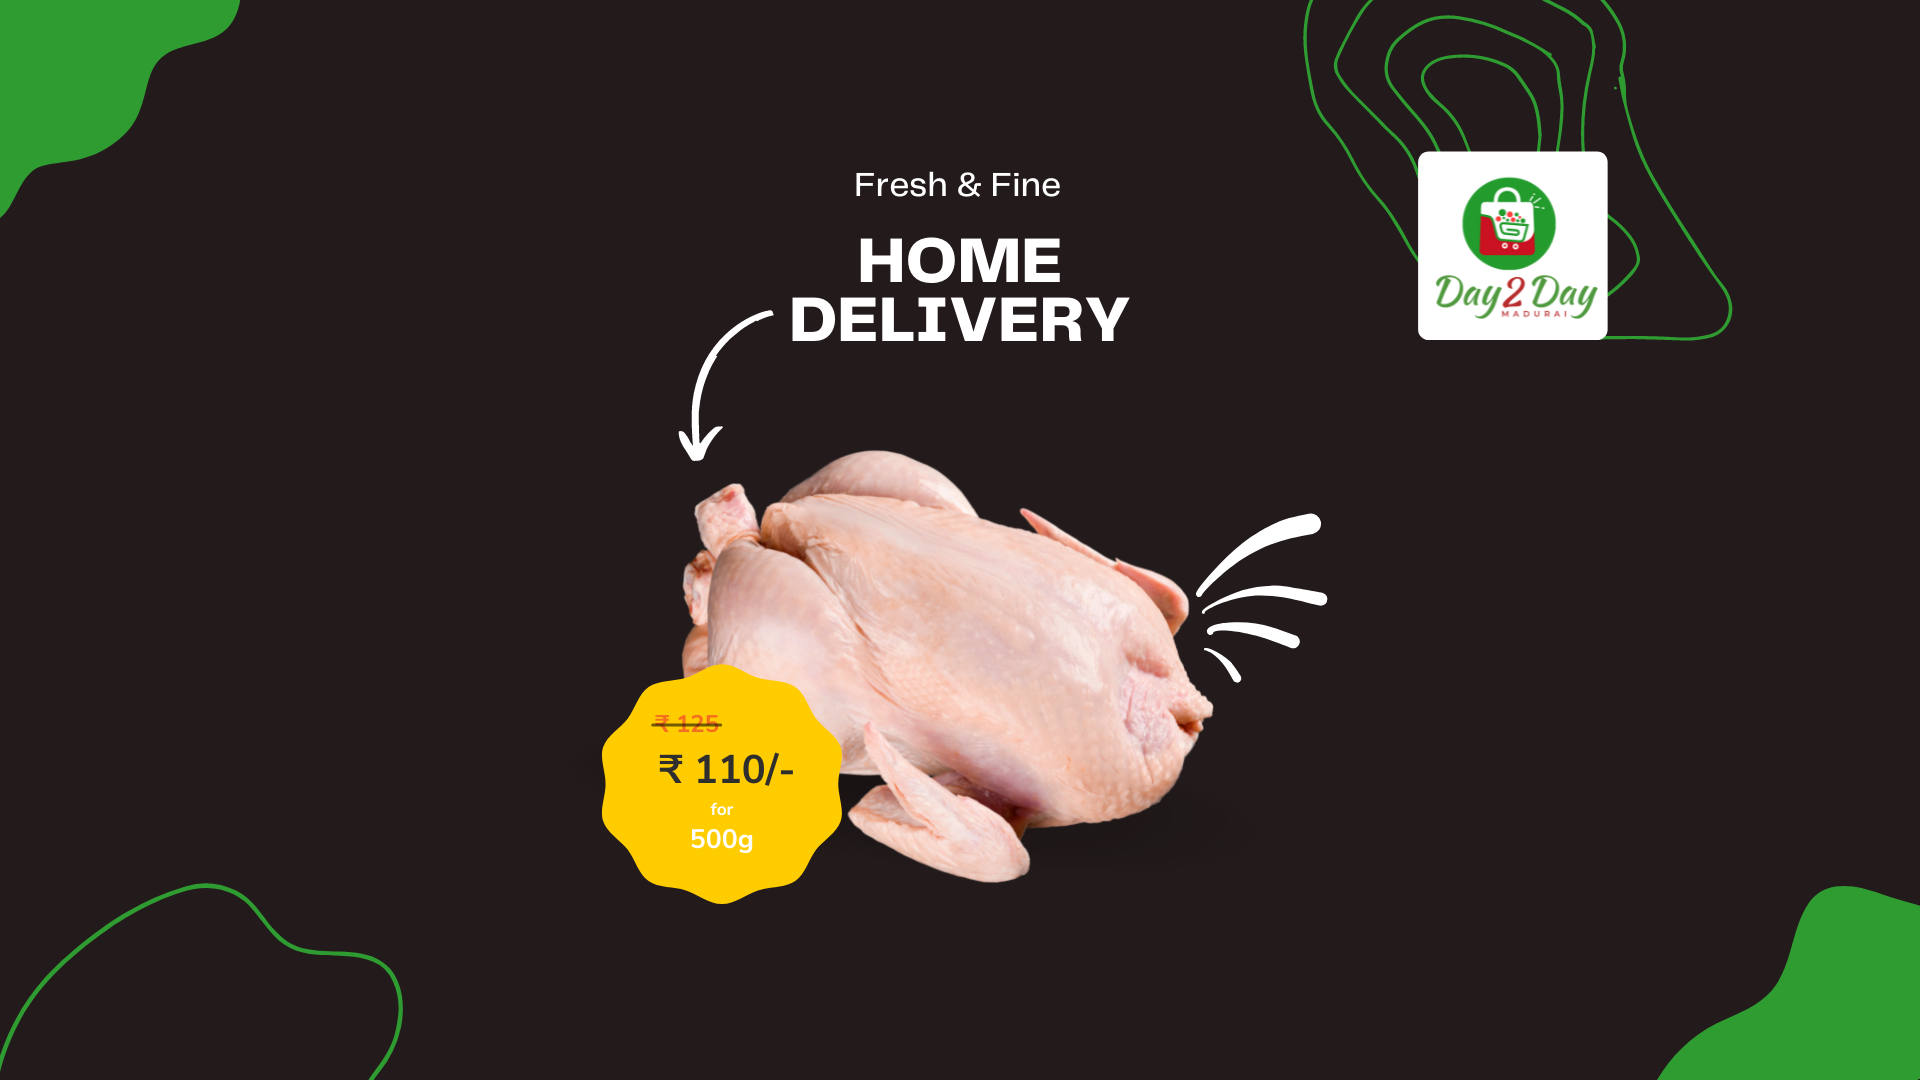 Fresh & Fine
HOME
DELIVERY
Day2Day
MADURAI
₹ 125
₹ 110/-
for
500g